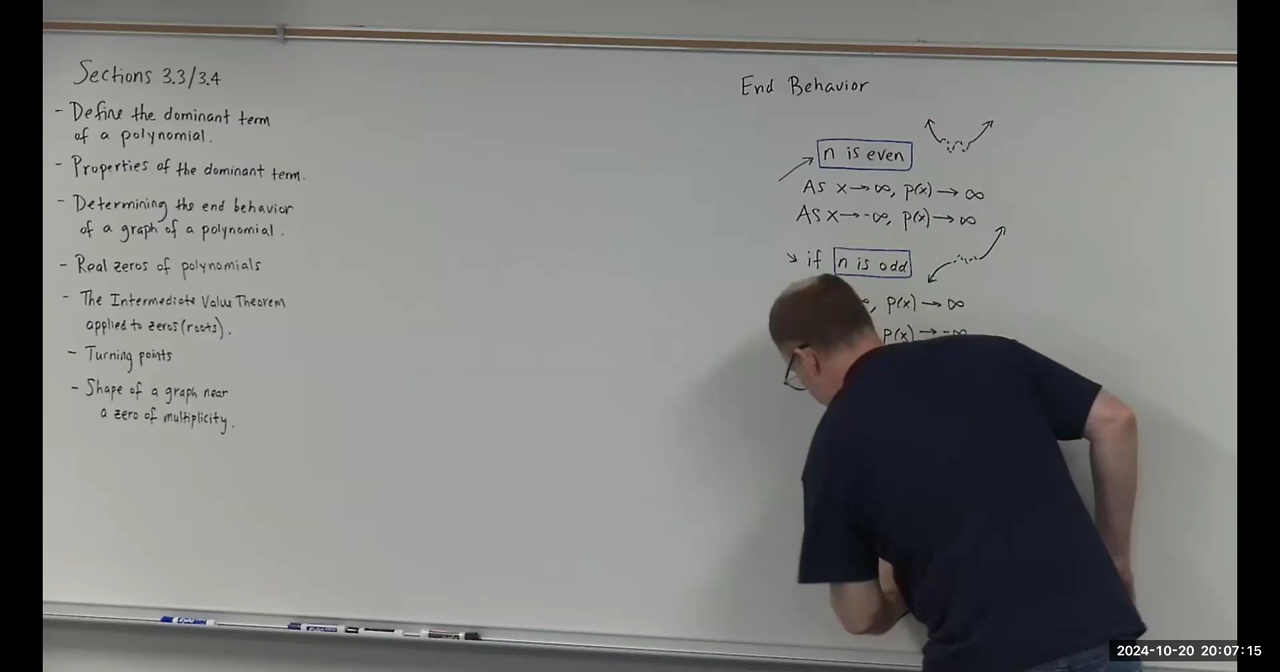 Sections 3.3/3.4
- Define the dominant term
of a polynomial.
- Properties of the dominant term.
- Determining the end behavior
of a graph of a polynomial.
- Real zeros of polynomials
- The Intermediate Value Theorem
applied to zeros (roots).
- Turning points
- Shape of a graph near
a zero of multiplicity.
End Behavior
n is even
As x→∞, p(x)→∞
As x→-∞, p(x)→∞
if n is odd
∞, p(x)→∞
p(x)→-∞
2024-10-20 20:07:15